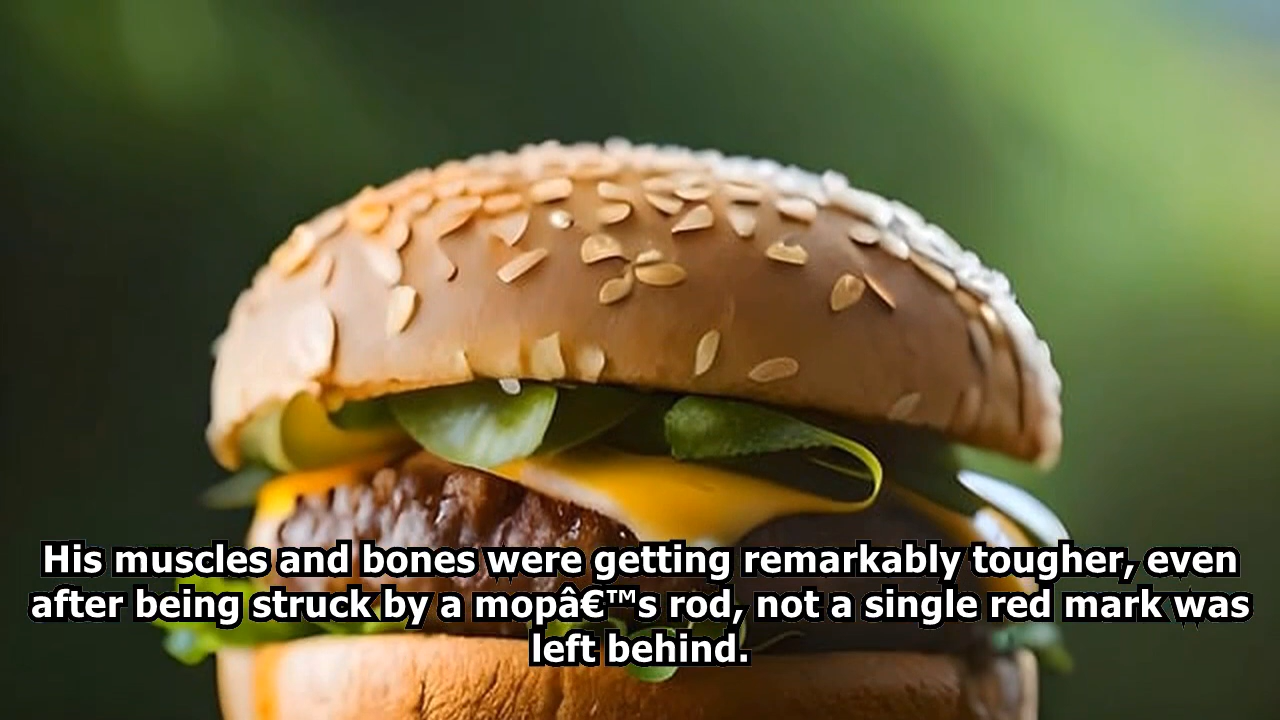 His muscles and bones were getting remarkably tougher, even
after being struck by a mopâ€™s rod, not a single red mark was
left behind.